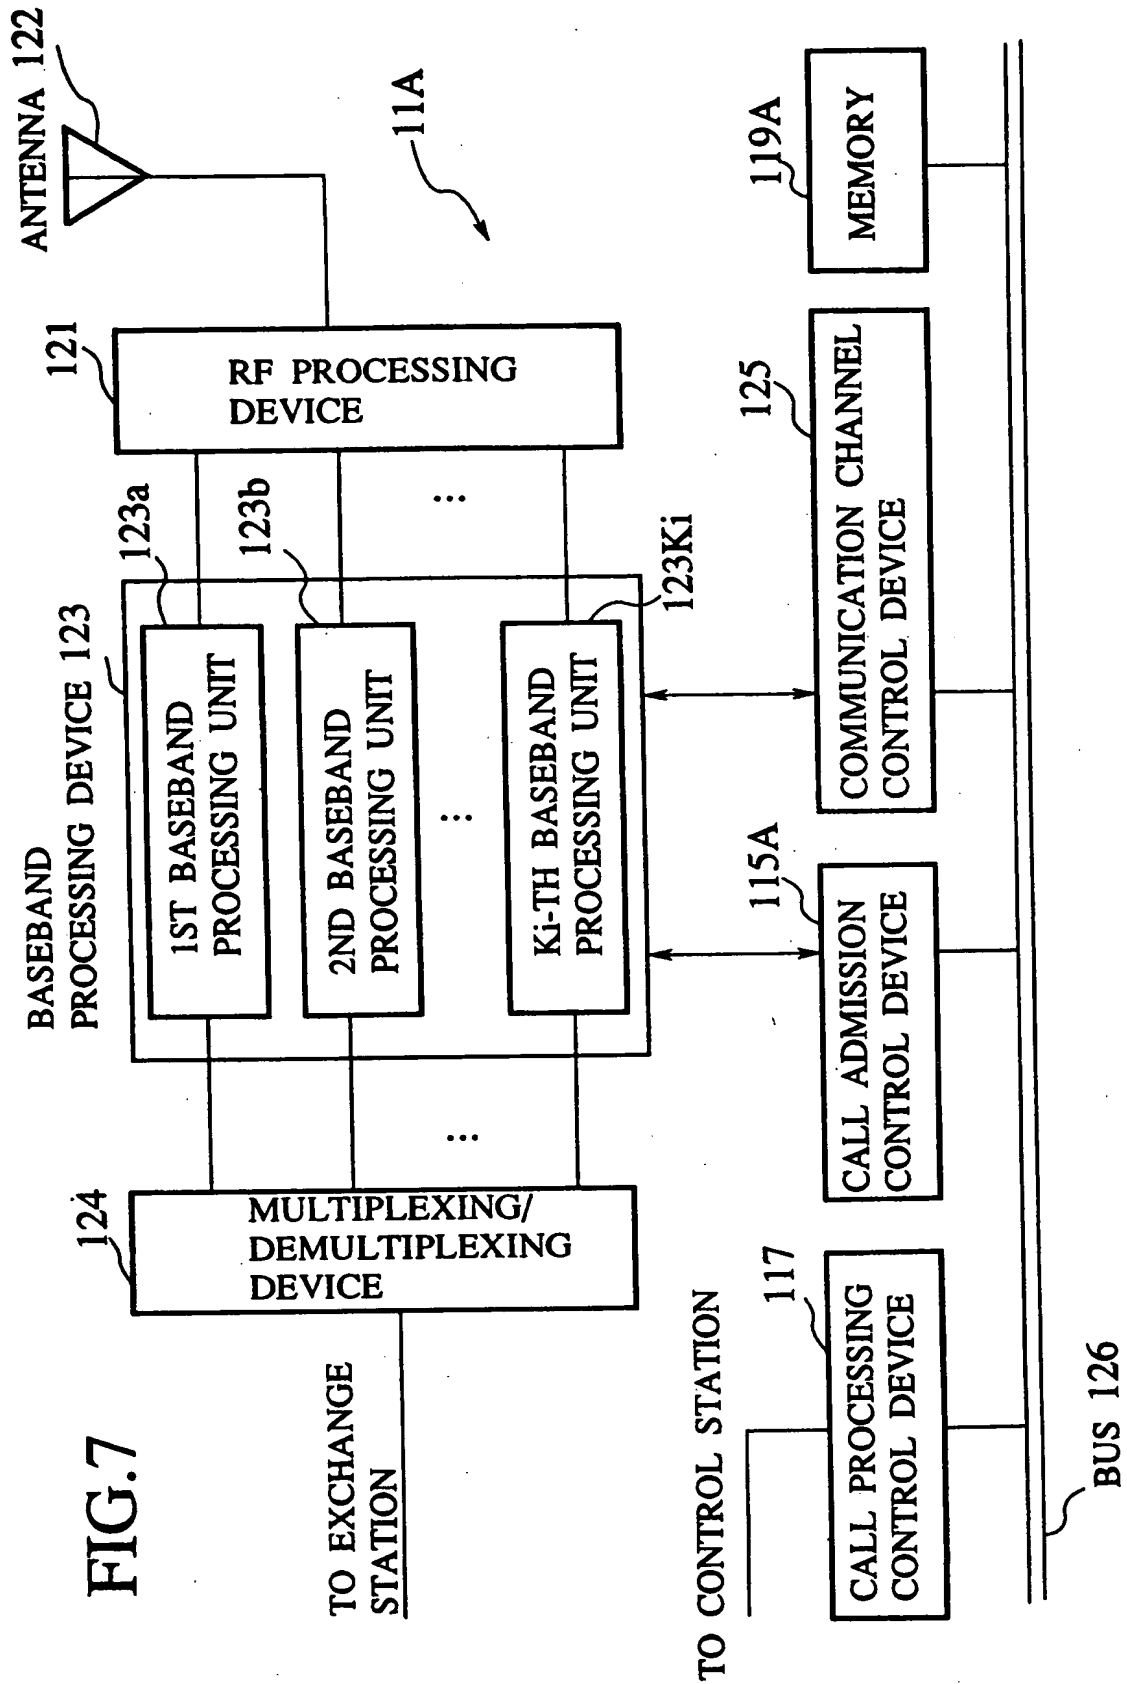 FIG.7
ANTENNA 122
11A
121
RF PROCESSING
DEVICE
BASEBAND
PROCESSING DEVICE 123
123a
1ST BASEBAND
PROCESSING UNIT
123b
2ND BASEBAND
PROCESSING UNIT
...
...
...
123Ki
Ki-TH BASEBAND
PROCESSING UNIT
124
MULTIPLEXING/
DEMULTIPLEXING
DEVICE
TO EXCHANGE
STATION
TO CONTROL STATION
117
CALL PROCESSING
CONTROL DEVICE
115A
CALL ADMISSION
CONTROL DEVICE
125
COMMUNICATION CHANNEL
CONTROL DEVICE
119A
MEMORY
BUS 126